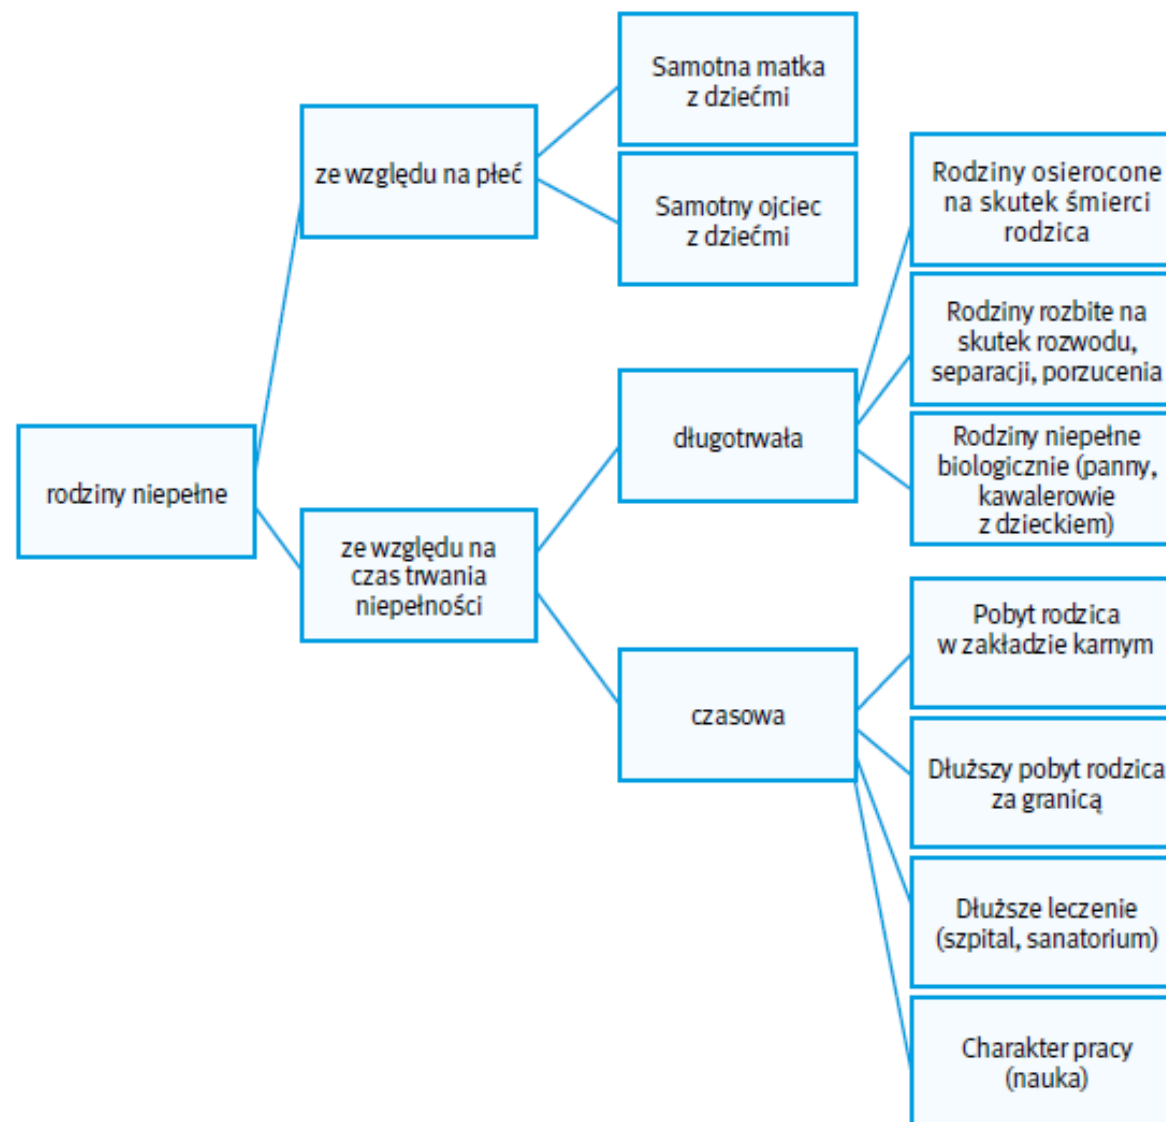 rodziny niepełne
ze względu na płeć
Samotna matka
z dziećmi
Samotny ojciec
z dziećmi
ze względu na
czas trwania
niepełności
długotrwała
Rodziny osierocone
na skutek śmierci
rodzica
Rodziny rozbite na
skutek rozwodu,
separacji, porzucenia
Rodziny niepełne
biologicznie (panny,
kawalerowie
z dzieckiem)
czasowa
Pobyt rodzica
w zakładzie karnym
Dłuższy pobyt rodzica
za granicą
Dłuższe leczenie
(szpital, sanatorium)
Charakter pracy
(nauka)